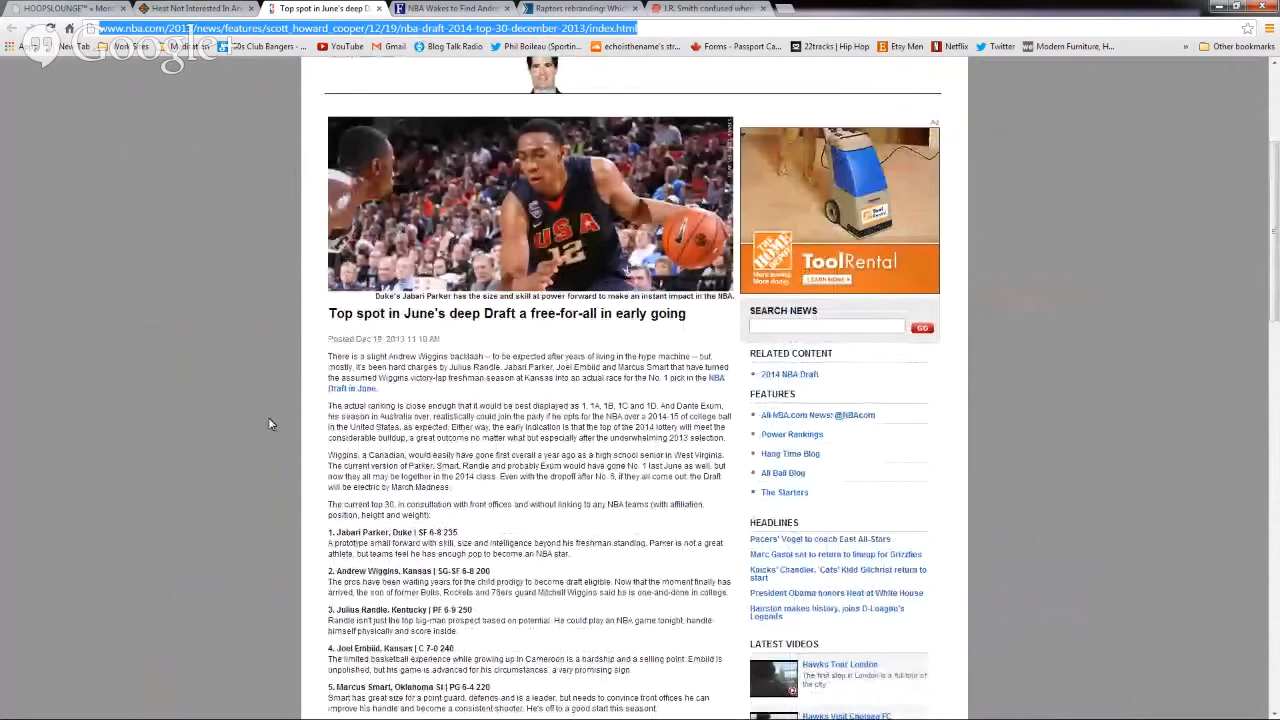 HOOPSLOUNGE™ - Mor
Heat Not Interested In An
Top spot in June's deep D
NBA Wakes to Find Andre
Raptors rebranding! Whic
J.R. Smith confused when
www.nba.com/2013/news/features/scott_howard_cooper/12/19/nba-draft-2014-top-30-december-2013/index.html
Google+
Apps
New Tab
Von Sites
Mediation
30s Club Bangers -
YouTube
Gmail
Blog Talk Radio
Phil Boileau (Sportin...
echoisthename's str...
Forms - Passport Ca...
22tracks | Hip Hop
Etsy Men
Netflix
Twitter
Modern Furniture, H...
»
Other bookmarks
USA
12
Ad
THE HOME DEPOT
More saving.
More doing.
ToolRental
LEARN MORE
Duke's Jabari Parker has the size and skill at power forward to make an instant impact in the NBA.
Top spot in June's deep Draft a free-for-all in early going
Posted Dec 19, 2013 11:10 AM
There is a slight Andrew Wiggins backlash -- to be expected after years of living in the hype machine -- but
mostly, it's been hard charges by Julius Randle, Jabari Parker, Joel Embiid and Marcus Smart that have turned
the assumed Wiggins victory-lap freshman season at Kansas into an actual race for the No. 1 pick in the NBA
Draft in June.
The actual ranking is close enough that it would be best displayed as 1, 1A, 1B, 1C and 1D. And Dante Exum,
his season in Australia over, realistically could join the party if he opts for the NBA over a 2014-15 of college ball
in the United States, as expected. Either way, the early indication is that the top of the 2014 lottery will meet the
considerable buildup, a great outcome no matter what but especially after the underwhelming 2013 selection.
Wiggins, a Canadian, would easily have gone first overall a year ago as a high school senior in West Virginia.
The current version of Parker, Smart, Randle and probably Exum would have gone No. 1 last June as well, but
now they all may be together in the 2014 class. Even with the dropoff after No. 6, if they all come out, the Draft
will be electric by March Madness.
The current top 30, in consultation with front offices and without linking to any NBA teams (with affiliation,
position, height and weight):
1. Jabari Parker, Duke | SF 6-8 235
A prototype small forward with skill, size and intelligence beyond his freshman standing. Parker is not a great
athlete, but teams feel he has enough pop to become an NBA star.
2. Andrew Wiggins, Kansas | SG-SF 6-8 200
The pros have been waiting years for the child prodigy to become draft eligible. Now that the moment finally has
arrived, the son of former Bulls, Rockets and 76ers guard Mitchell Wiggins said he is one-and-done in college.
3. Julius Randle, Kentucky | PF 6-9 250
Randle isn't just the top big-man prospect based on potential. He could play an NBA game tonight, handle
himself physically and score inside.
4. Joel Embiid, Kansas | C 7-0 240
The limited basketball experience while growing up in Cameroon is a hardship and a selling point: Embiid is
unpolished, but his game is advanced for his circumstances, a very promising sign.
5. Marcus Smart, Oklahoma St | PG 6-4 220
Smart has great size for a point guard, defends and is a leader, but needs to convince front offices he can
improve his handle and become a consistent shooter. He's off to a good start this season.
SEARCH NEWS
GO
RELATED CONTENT
2014 NBA Draft
FEATURES
All-NBA.com News: @NBAcom
Power Rankings
Hang Time Blog
All Ball Blog
The Starters
HEADLINES
Pacers' Vogel to coach East All-Stars
Marc Gasol set to return to lineup for Grizzlies
Knicks' Chandler, 'Cats' Kidd Gilchrist return to
start
President Obama honors Heat at White House
Hairston makes history, joins D-League's
Legends
LATEST VIDEOS
Hawks Tour London
The first stop in London is a full tour of
the city
Hawks Visit Chelsea FC